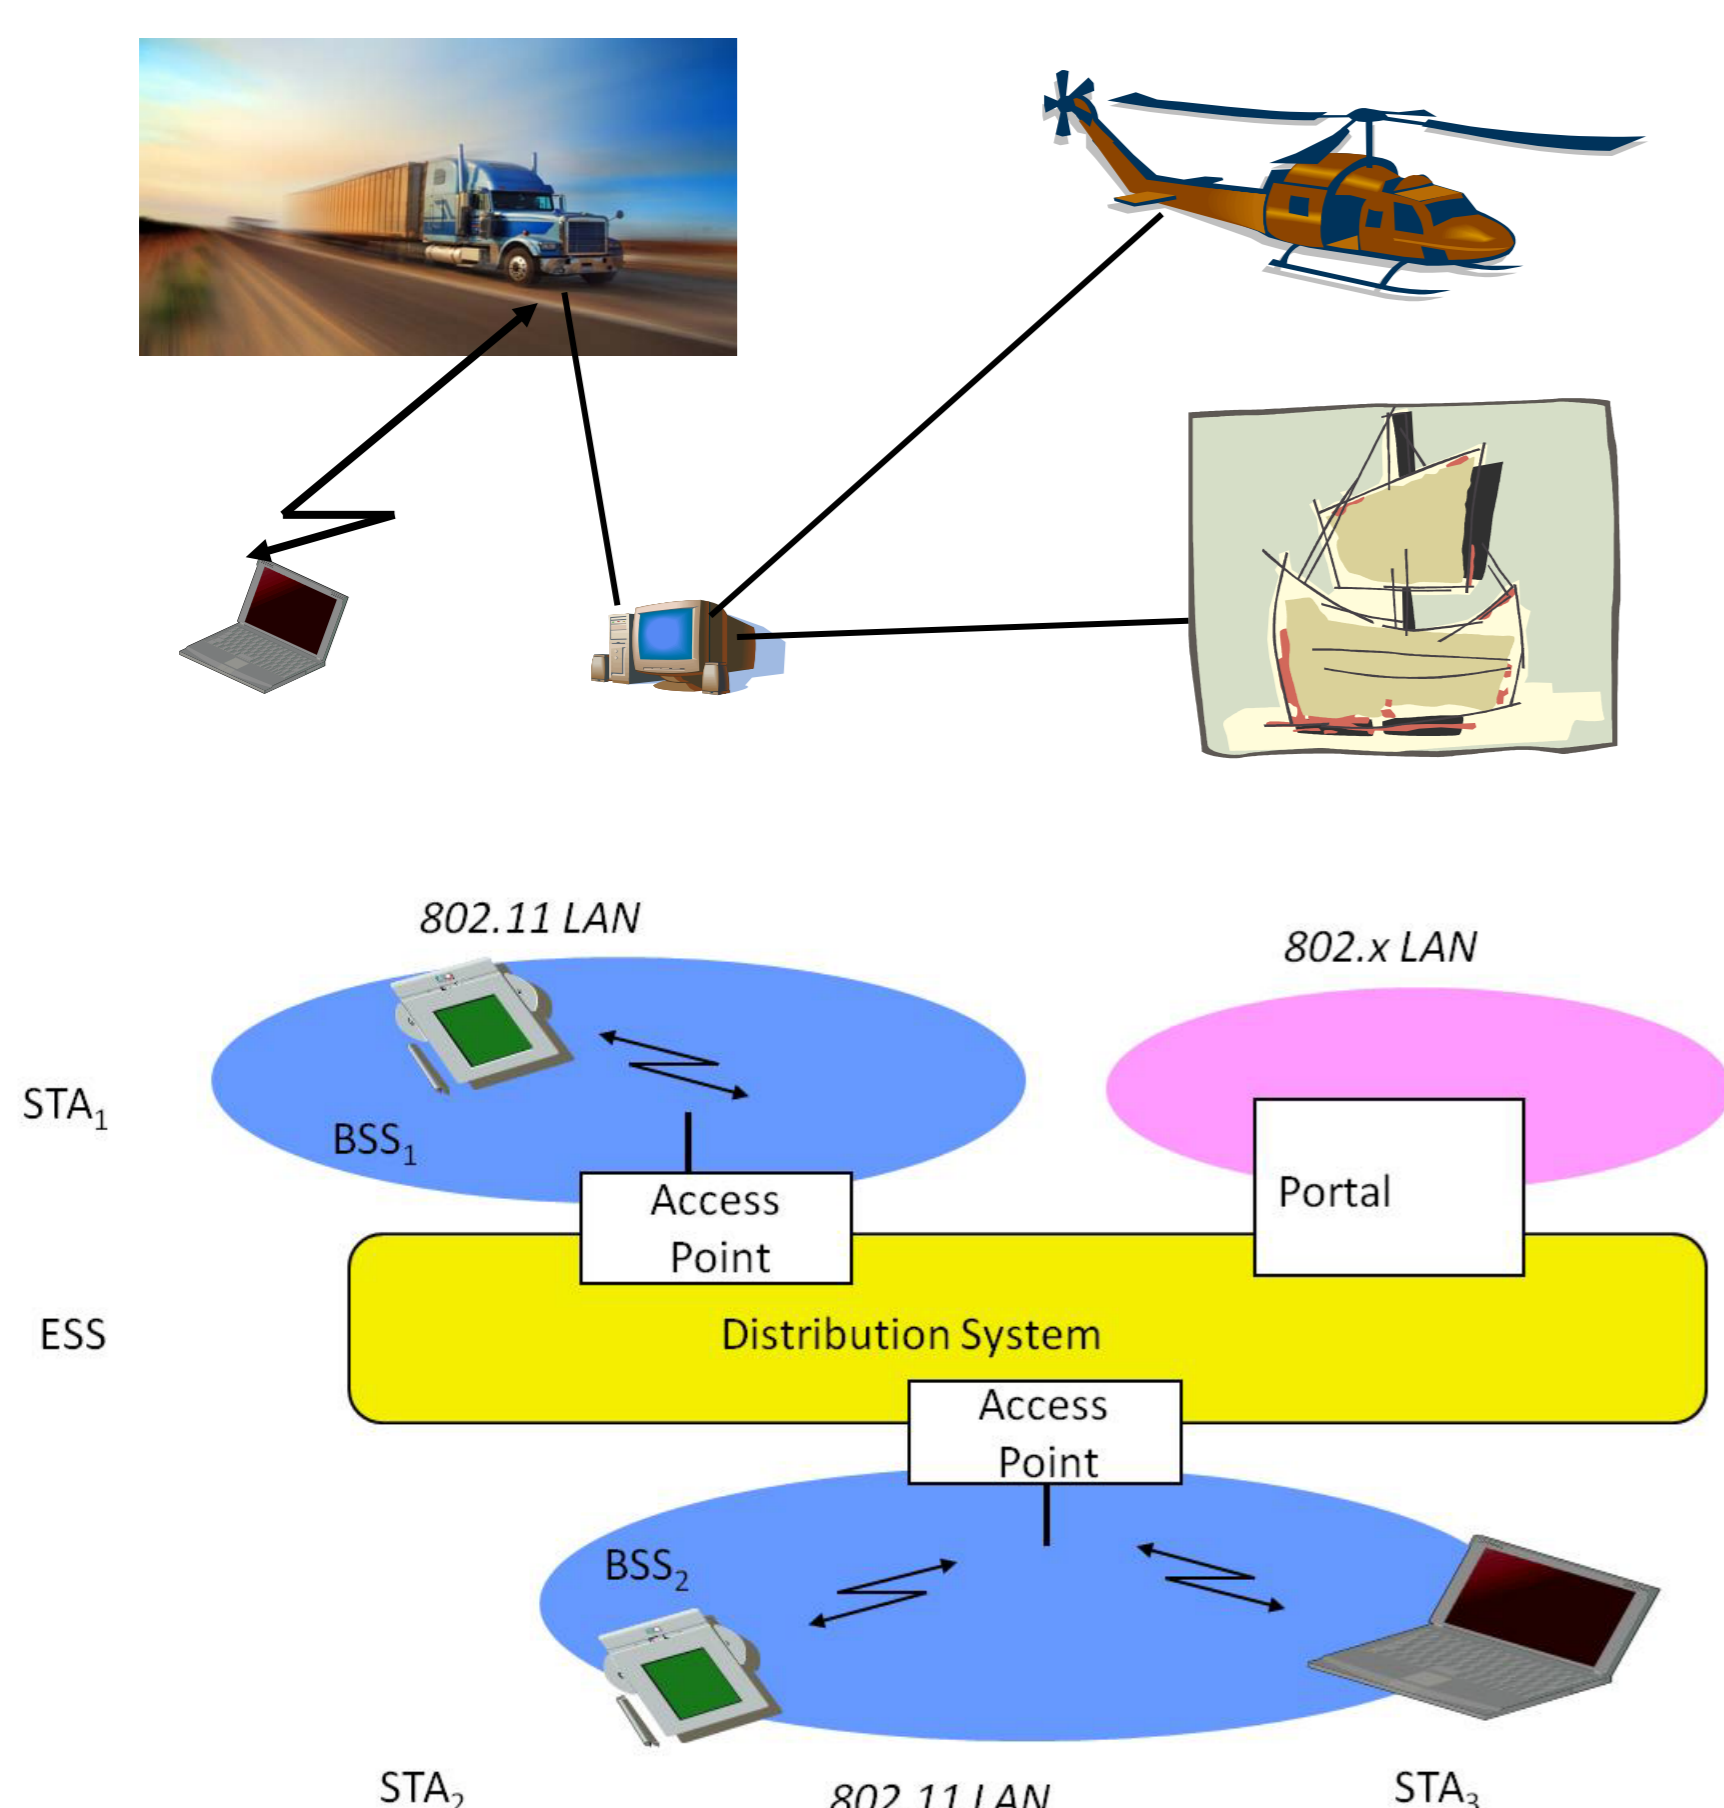 802.11 LAN
802.x LAN
STA₁
BSS₁
Access
Point
Portal
ESS
Distribution System
Access
Point
BSS₂
STA₂
802.11 LAN
STA₃